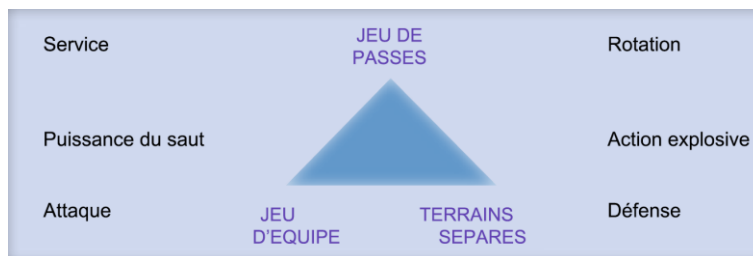 Service
JEU DE
PASSES
Rotation
Puissance du saut
Action explosive
Attaque
JEU
D'EQUIPE
TERRAINS
SEPARES
Défense